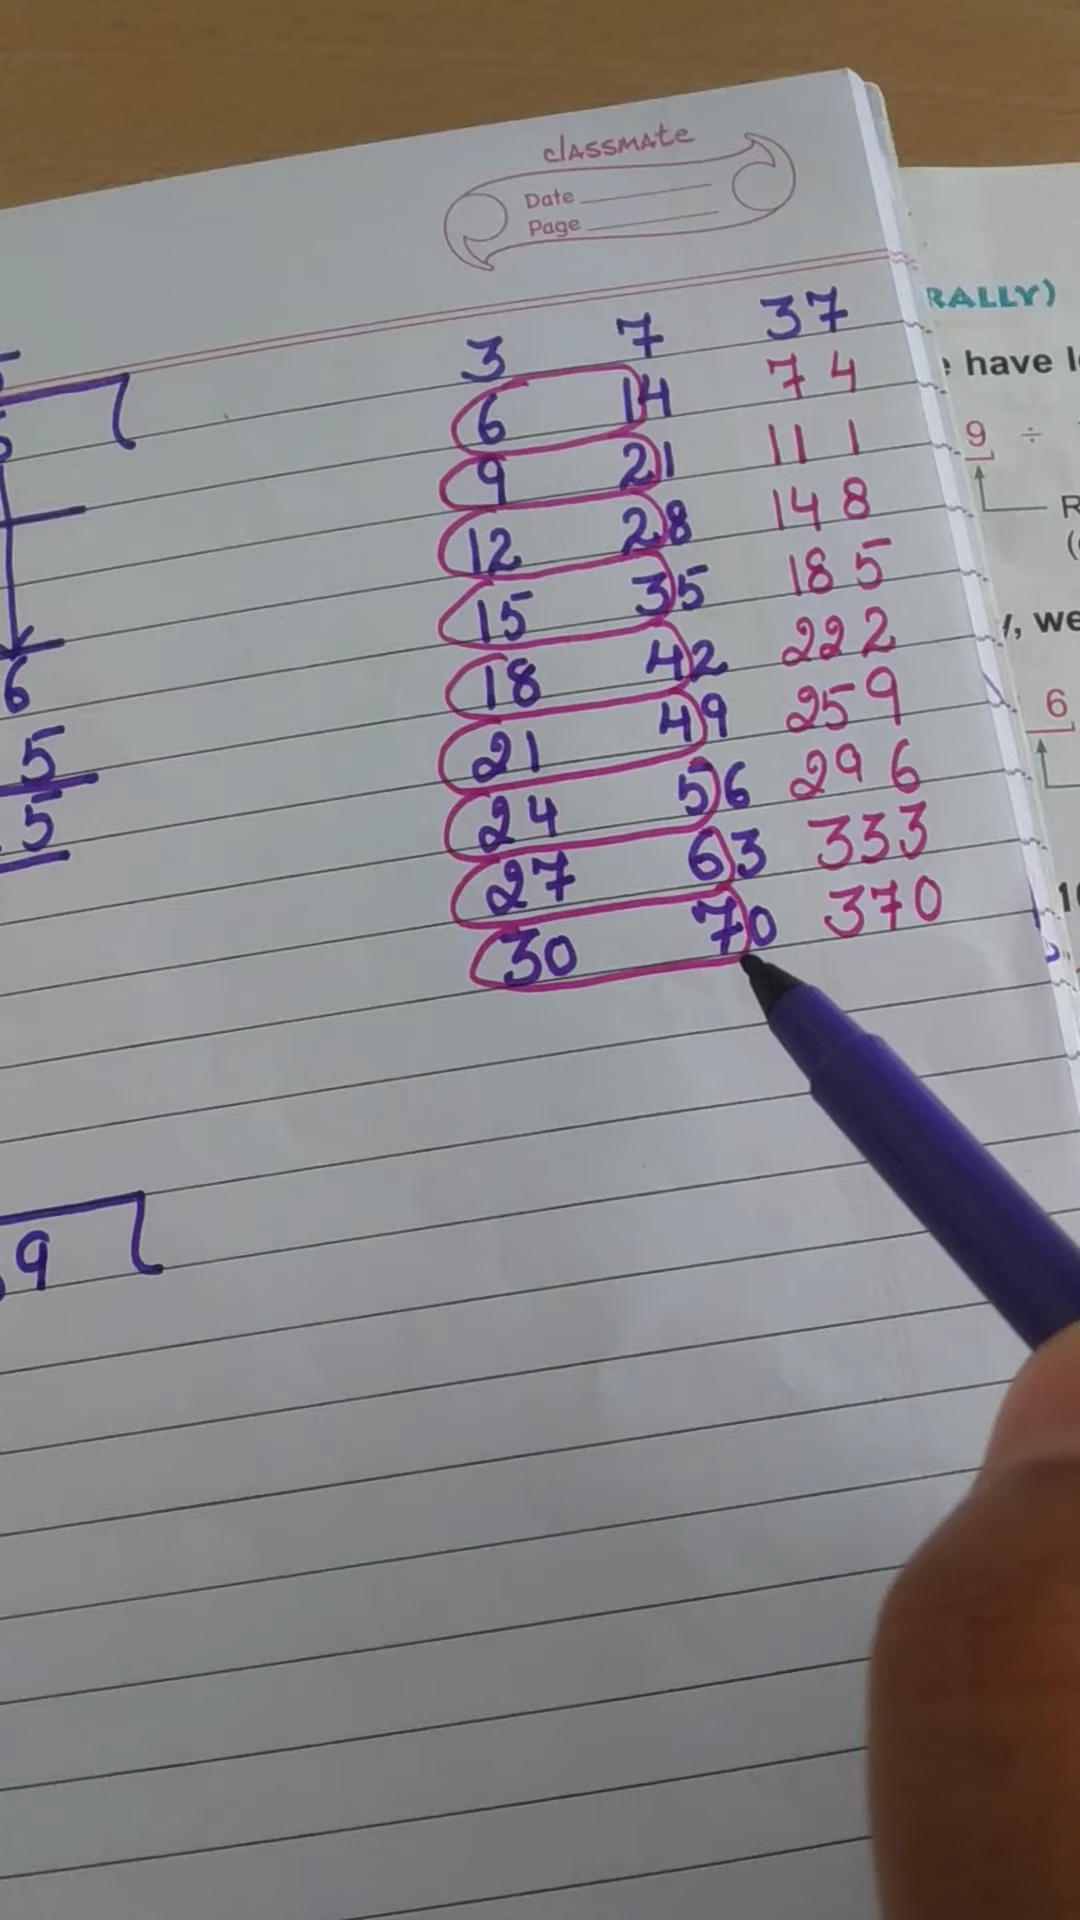 classmate
Date
Page
3 7 37
6 14 74
9 21 111
12 28 148
15 35 185
18 42 222
21 49 259
24 56 296
27 63 333
30 70 370
6
5
5
9
RALLY)
have
9 ÷
R
, we
6